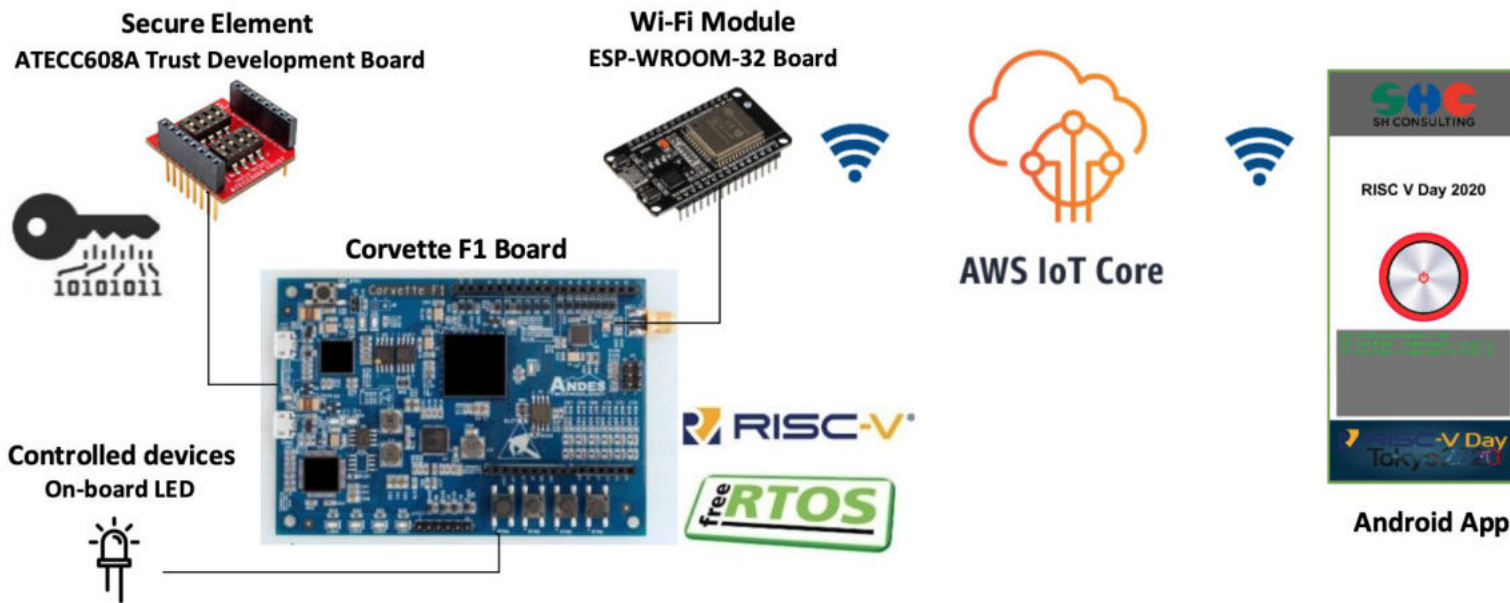 Secure Element
ATECC608A Trust Development Board
Wi-Fi Module
ESP-WROOM-32 Board
SHC
SH CONSULTING
RISC V Day 2020
10101011
Corvette F1 Board
AWS IoT Core
Corvette F1
ANDES
RISC-V®
Controlled devices
On-board LED
free RTOS
RISC-V Day
Tokyo2020
Android App